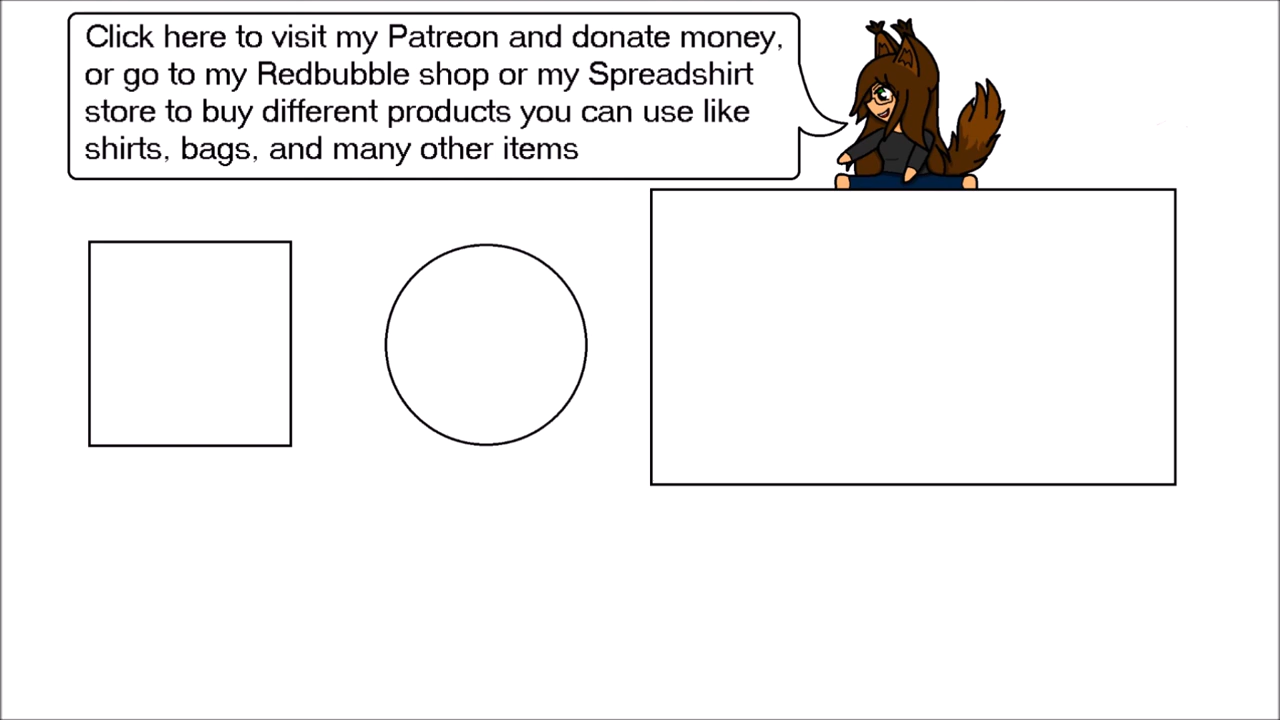 Click here to visit my Patreon and donate money,
or go to my Redbubble shop or my Spreadshirt
store to buy different products you can use like
shirts, bags, and many other items